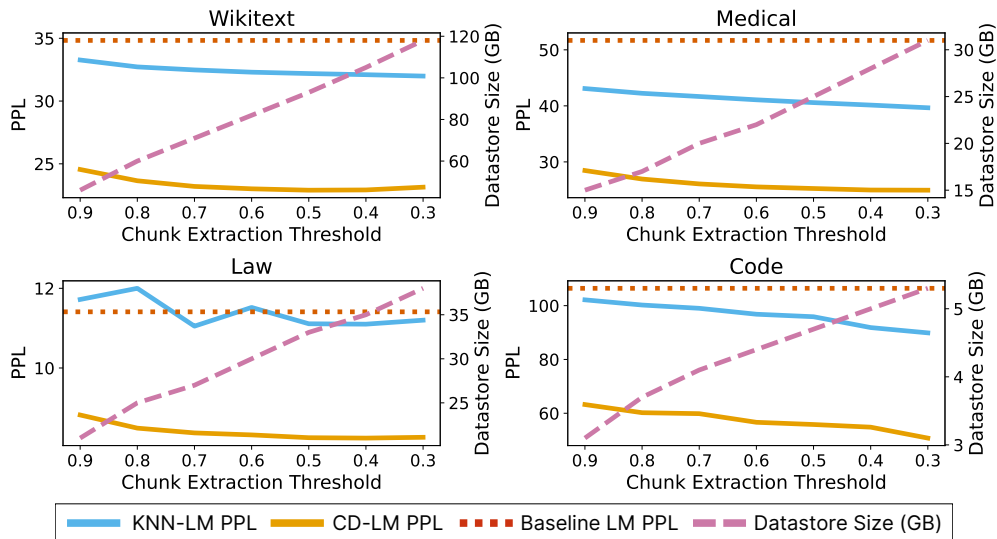 Wikitext
35
30
25
PPL
120
100
80
60
Datastore Size (GB)
0.9 0.8 0.7 0.6 0.5 0.4 0.3
Chunk Extraction Threshold
Medical
50
40
30
PPL
30
25
20
15
Datastore Size (GB)
0.9 0.8 0.7 0.6 0.5 0.4 0.3
Chunk Extraction Threshold
Law
12
10
PPL
35
30
25
Datastore Size (GB)
0.9 0.8 0.7 0.6 0.5 0.4 0.3
Chunk Extraction Threshold
Code
100
80
60
PPL
5
4
3
Datastore Size (GB)
0.9 0.8 0.7 0.6 0.5 0.4 0.3
Chunk Extraction Threshold
KNN-LM PPL CD-LM PPL Baseline LM PPL Datastore Size (GB)